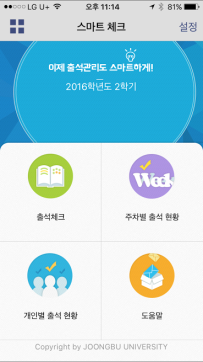 LG U+ 오후 11:14 81%
스마트 체크 설정
이제 출석관리도 스마트하게!
2016학년도 2학기
Week
출석체크 주차별 출석 현황
개인별 출석 현황 도움말
Copyright by JOONGBU UNIVERSITY